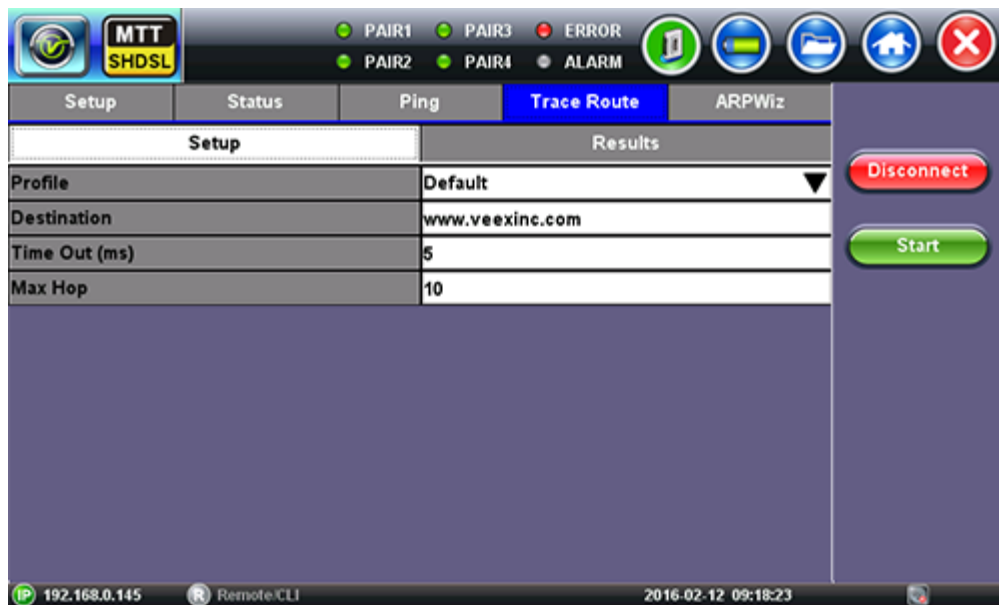 MTT
SHDSL
PAIR1 PAIR3 ERROR
PAIR2 PAIR4 ALARM
Setup Status Ping Trace Route ARPWiz
Setup Results
Profile Default
Destination www.veexinc.com
Time Out (ms) 5
Max Hop 10
Disconnect
Start
IP 192.168.0.145 R Remote/CLI 2016-02-12 09:18:23